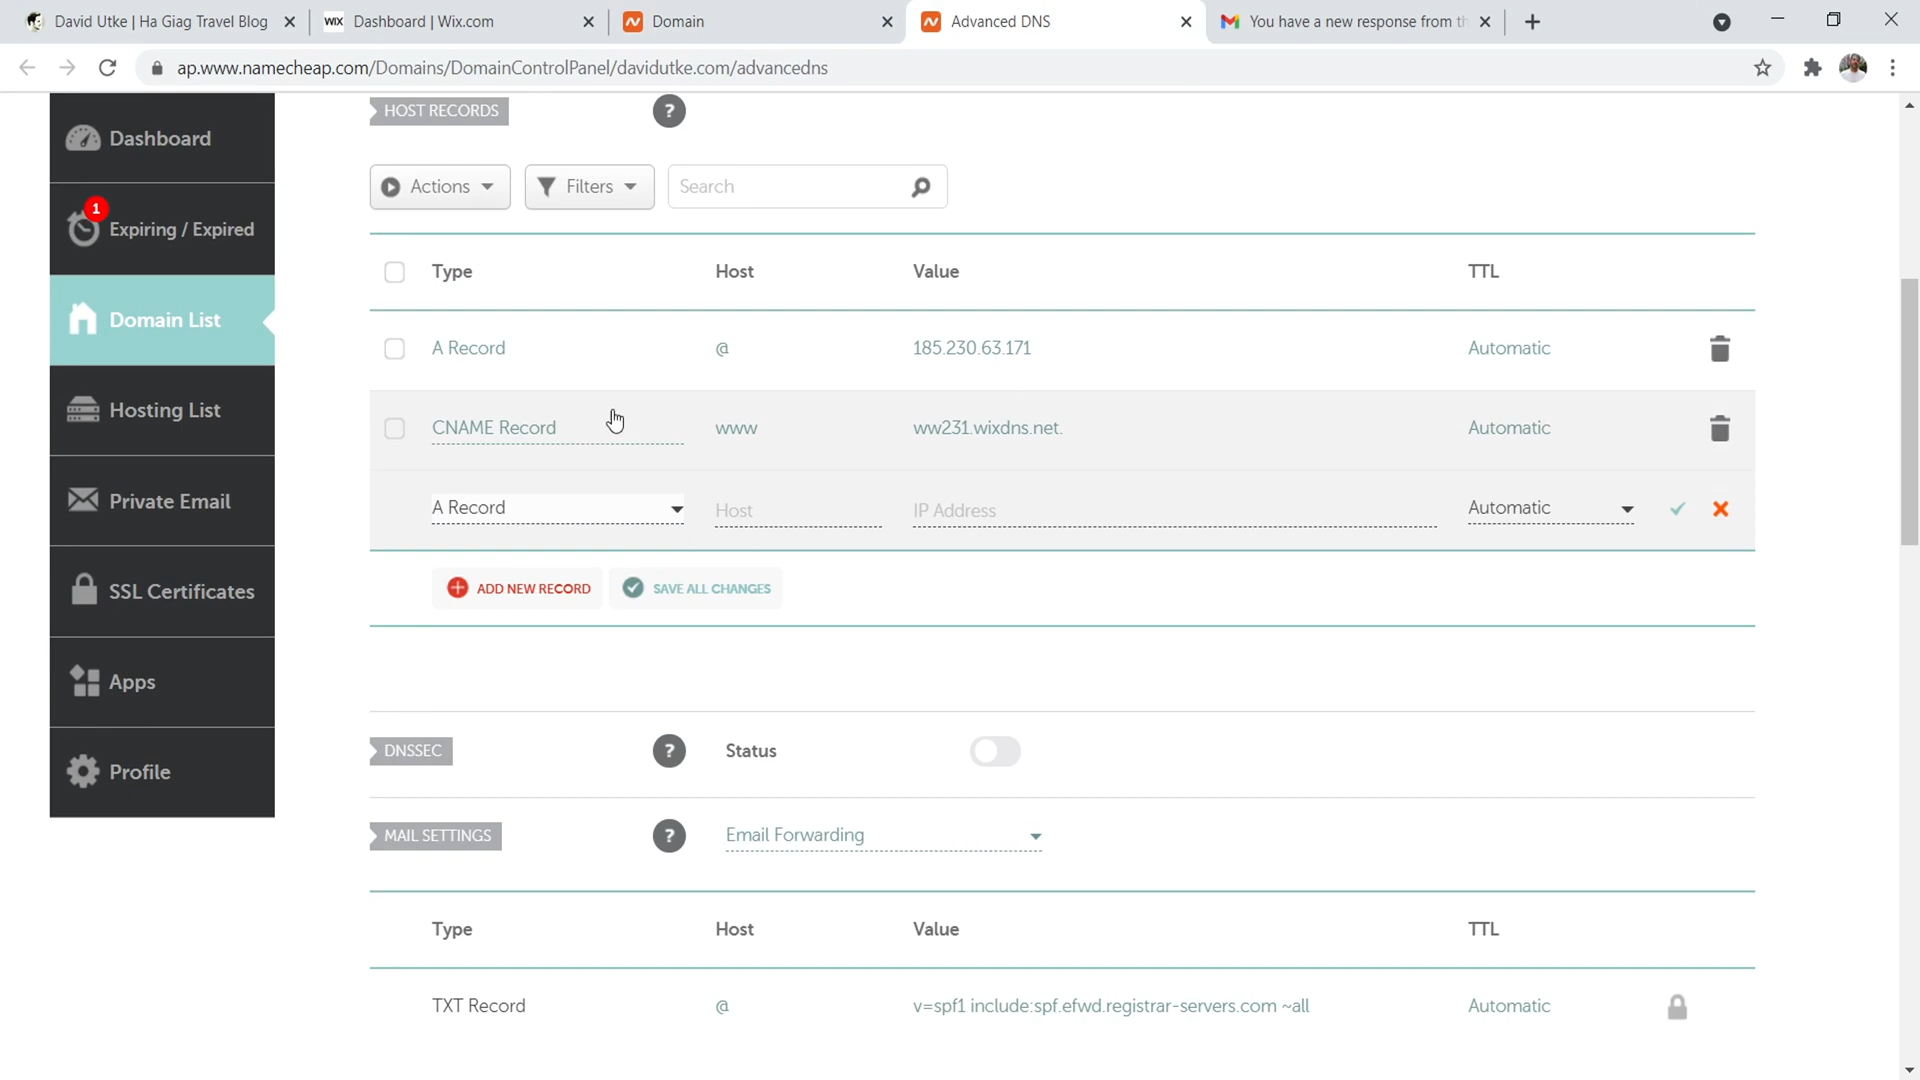 David Utke | Ha Giag Travel Blog
WIX Dashboard | Wix.com
Domain
Advanced DNS
You have a new response from th
ap.www.namecheap.com/Domains/DomainControlPanel/davidutke.com/advancedns
Dashboard
1
Expiring / Expired
Domain List
Hosting List
Private Email
SSL Certificates
Apps
Profile
HOST RECORDS ?
Actions Filters Search
Type Host Value TTL
A Record @ 185.230.63.171 Automatic
CNAME Record www ww231.wixdns.net. Automatic
A Record Host IP Address Automatic
ADD NEW RECORD SAVE ALL CHANGES
DNSSEC ? Status
MAIL SETTINGS ? Email Forwarding
Type Host Value TTL
TXT Record @ v=spf1 include:spf.efwd.registrar-servers.com ~all Automatic